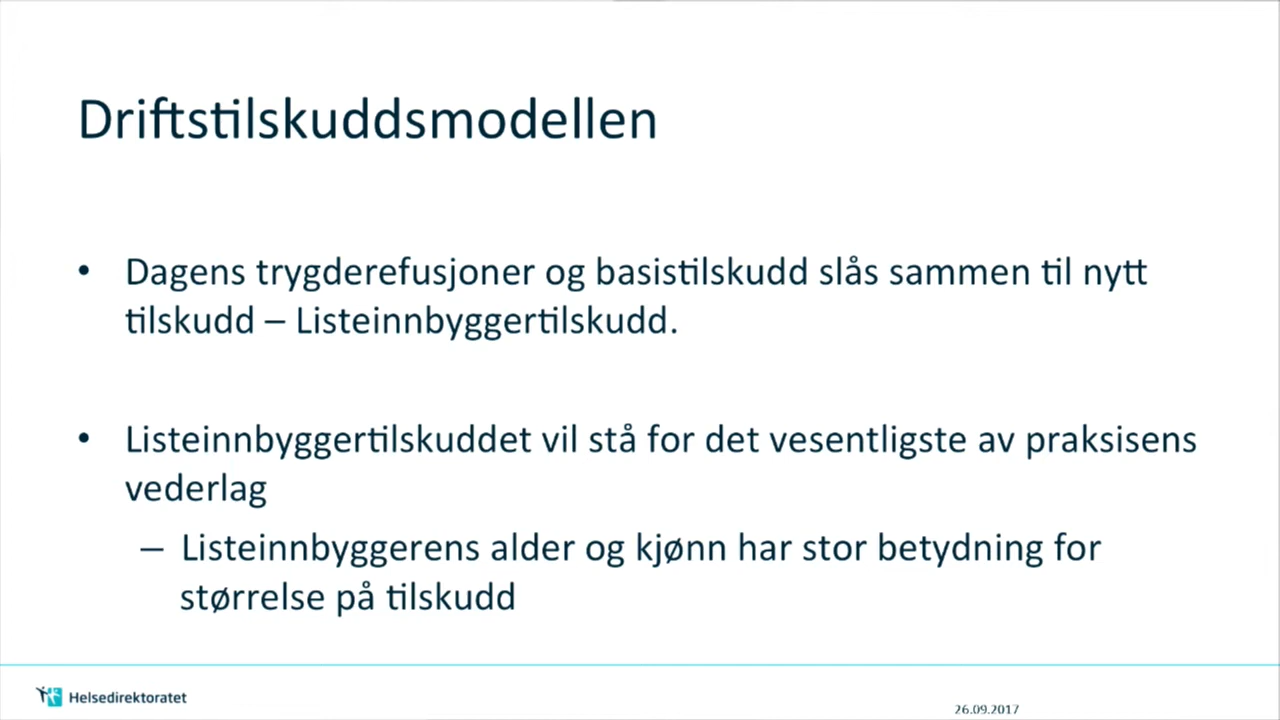 Driftstilskuddsmodellen
• Dagens trygderefusjoner og basistilskudd slås sammen til nytt
tilskudd – Listeinnbyggertilskudd.
• Listeinnbyggertilskuddet vil stå for det vesentligste av praksisens
vederlag
– Listeinnbyggerens alder og kjønn har stor betydning for
størrelse på tilskudd
Helsedirektoratet
26.09.2017